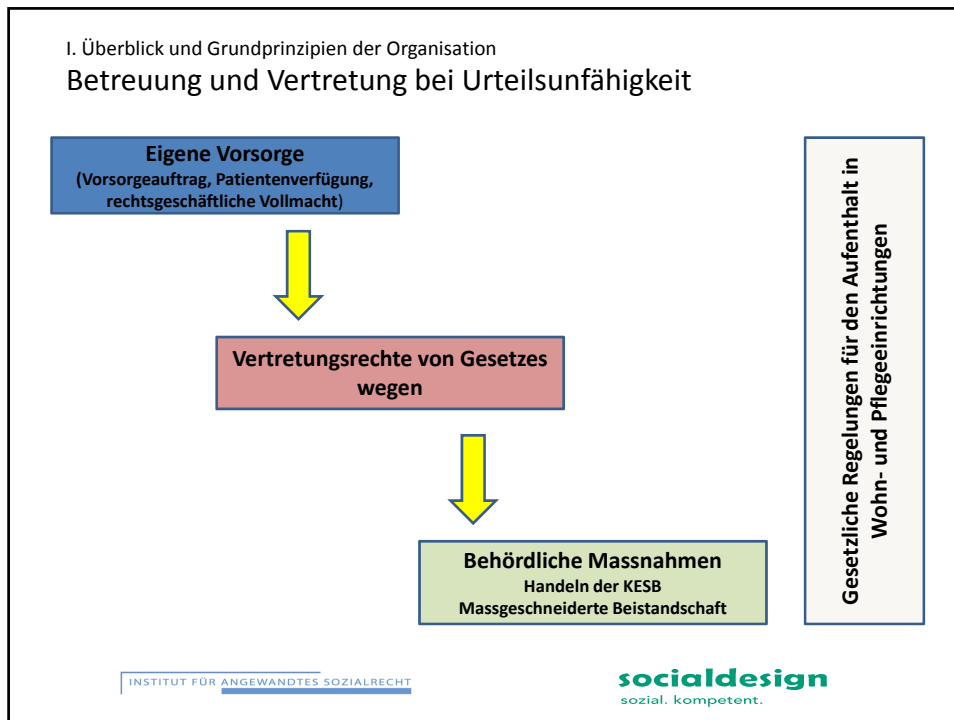 I. Überblick und Grundprinzipien der Organisation
Betreuung und Vertretung bei Urteilsunfähigkeit
Eigene Vorsorge
(Vorsorgeauftrag, Patientenverfügung,
rechtsgeschäftliche Vollmacht)
Vertretungsrechte von Gesetzes
wegen
Behördliche Massnahmen
Handeln der KESB
Massgeschneiderte Beistandschaft
Gesetzliche Regelungen für den Aufenthalt in
Wohn- und Pflegeeinrichtungen
INSTITUT FÜR ANGEWANDTES SOZIALRECHT
socialdesign
sozial. kompetent.